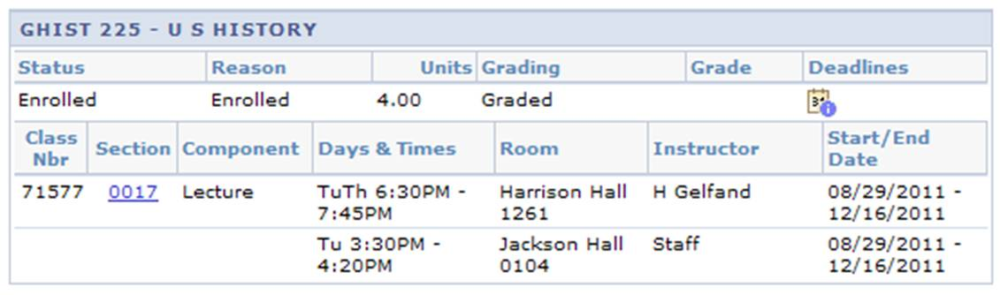 GHIST 225 - U S HISTORY
Status Reason Units Grading Grade Deadlines
Enrolled Enrolled 4.00 Graded 31
Class Nbr Section Component Days & Times Room Instructor Start/End Date
71577 0017 Lecture TuTh 6:30PM - 7:45PM Harrison Hall 1261 H Gelfand 08/29/2011 - 12/16/2011
Tu 3:30PM - 4:20PM Jackson Hall 0104 Staff 08/29/2011 - 12/16/2011